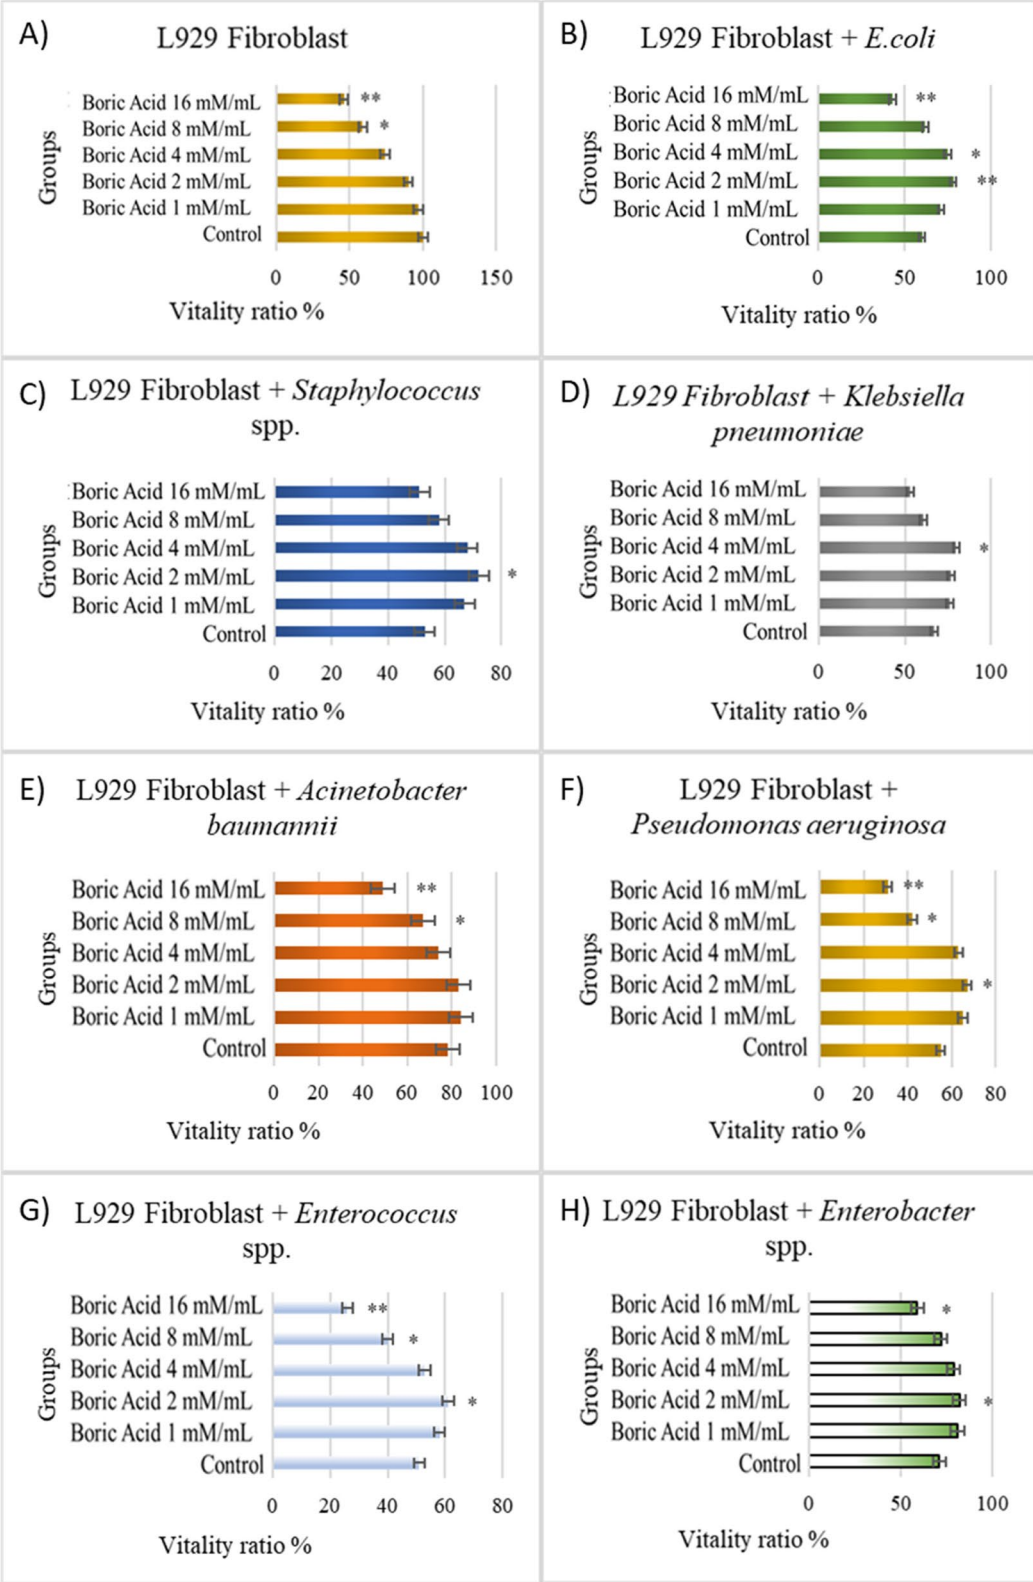 A)
L929 Fibroblast
Groups
Boric Acid 16 mM/mL
**
Boric Acid 8 mM/mL
*
Boric Acid 4 mM/mL
Boric Acid 2 mM/mL
Boric Acid 1 mM/mL
Control
0 50 100 150
Vitality ratio %
B)
L929 Fibroblast + E.coli
Groups
Boric Acid 16 mM/mL
**
Boric Acid 8 mM/mL
Boric Acid 4 mM/mL
*
Boric Acid 2 mM/mL
**
Boric Acid 1 mM/mL
Control
0 50 100
Vitality ratio %
C)
L929 Fibroblast + Staphylococcus
spp.
Groups
Boric Acid 16 mM/mL
Boric Acid 8 mM/mL
Boric Acid 4 mM/mL
Boric Acid 2 mM/mL
*
Boric Acid 1 mM/mL
Control
0 20 40 60 80
Vitality ratio %
D)
L929 Fibroblast + Klebsiella
pneumoniae
Groups
Boric Acid 16 mM/mL
Boric Acid 8 mM/mL
Boric Acid 4 mM/mL
*
Boric Acid 2 mM/mL
Boric Acid 1 mM/mL
Control
0 50 100
Vitality ratio %
E)
L929 Fibroblast + Acinetobacter
baumannii
Groups
Boric Acid 16 mM/mL
**
Boric Acid 8 mM/mL
*
Boric Acid 4 mM/mL
Boric Acid 2 mM/mL
Boric Acid 1 mM/mL
Control
0 20 40 60 80 100
Vitality ratio %
F)
L929 Fibroblast +
Pseudomonas aeruginosa
Groups
Boric Acid 16 mM/mL
**
Boric Acid 8 mM/mL
*
Boric Acid 4 mM/mL
Boric Acid 2 mM/mL
*
Boric Acid 1 mM/mL
Control
0 20 40 60 80
Vitality ratio %
G)
L929 Fibroblast + Enterococcus
spp.
Groups
Boric Acid 16 mM/mL
**
Boric Acid 8 mM/mL
*
Boric Acid 4 mM/mL
Boric Acid 2 mM/mL
*
Boric Acid 1 mM/mL
Control
0 20 40 60 80
Vitality ratio %
H)
L929 Fibroblast + Enterobacter
spp.
Groups
Boric Acid 16 mM/mL
*
Boric Acid 8 mM/mL
Boric Acid 4 mM/mL
Boric Acid 2 mM/mL
*
Boric Acid 1 mM/mL
Control
0 50 100
Vitality ratio %